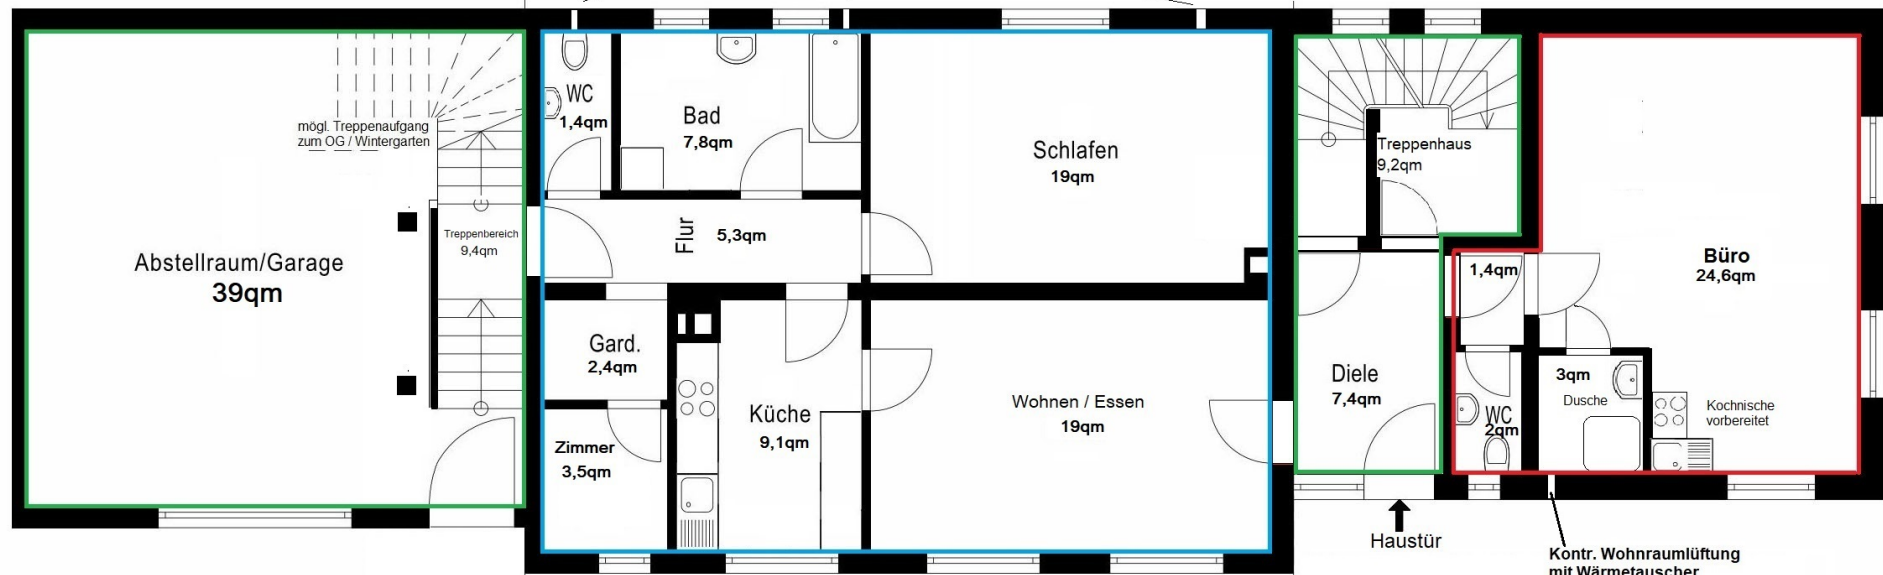 mögl. Treppenaufgang
zum OG / Wintergarten
Treppenbereich
9,4qm
Abstellraum/Garage
39qm
WC
1,4qm
Bad
7,8qm
Flur
5,3qm
Schlafen
19qm
Gard.
2,4qm
Zimmer
3,5qm
Küche
9,1qm
Wohnen / Essen
19qm
Treppenhaus
9,2qm
Diele
7,4qm
Haustür
1,4qm
WC
2qm
3qm
Dusche
Büro
24,6qm
Kochnische
vorbereitet
Kontr. Wohnraumlüftung
mit Wärmetauscher